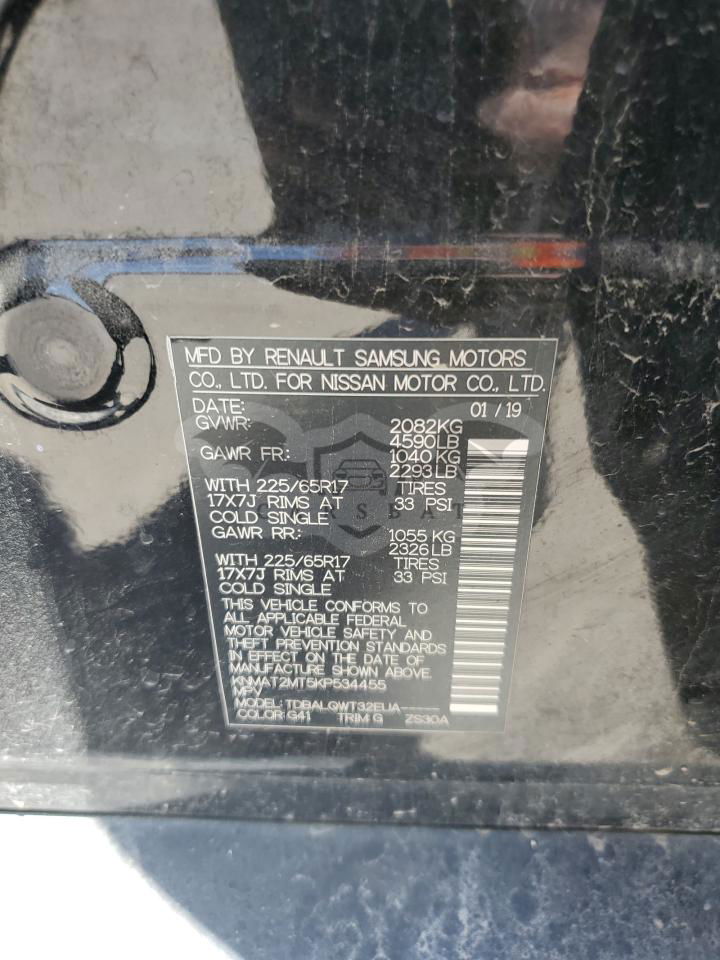 MFD BY RENAULT SAMSUNG MOTORS
CO., LTD. FOR NISSAN MOTOR CO., LTD.
DATE: 01 / 19
GVWR: 2082KG
4590LB
GAWR FR: 1040 KG
2293 LB
WITH 225/65R17 TIRES
17X7J RIMS AT 33 PSI
COLD SINGLE
GAWR RR: 1055 KG
2326 LB
WITH 225/65R17 TIRES
17X7J RIMS AT 33 PSI
COLD SINGLE
THIS VEHICLE CONFORMS TO
ALL APPLICABLE FEDERAL
MOTOR VEHICLE SAFETY AND
THEFT PREVENTION STANDARDS
IN EFFECT ON THE DATE OF
MANUFACTURE SHOWN ABOVE.
KNMAT2MT5KP534455
MPV
MODEL: TDBALQWT32EUA------
COLOR: G41 TRIM: G ZS30A